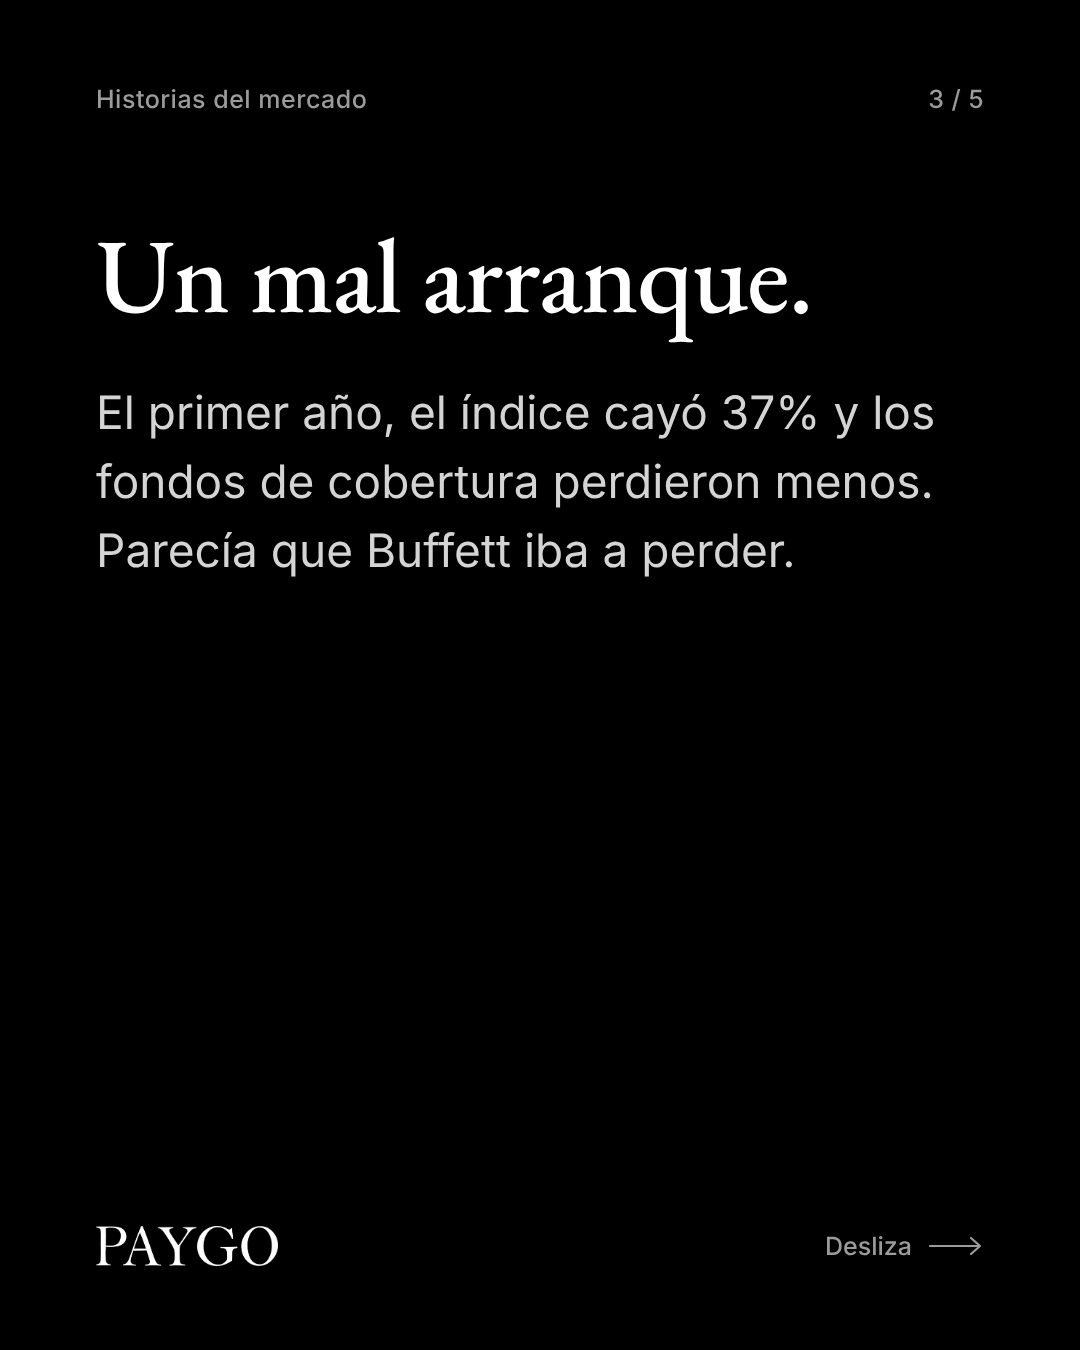 Historias del mercado
3 / 5
Un mal arranque.
El primer año, el índice cayó 37% y los
fondos de cobertura perdieron menos.
Parecía que Buffett iba a perder.
PAYGO
Desliza